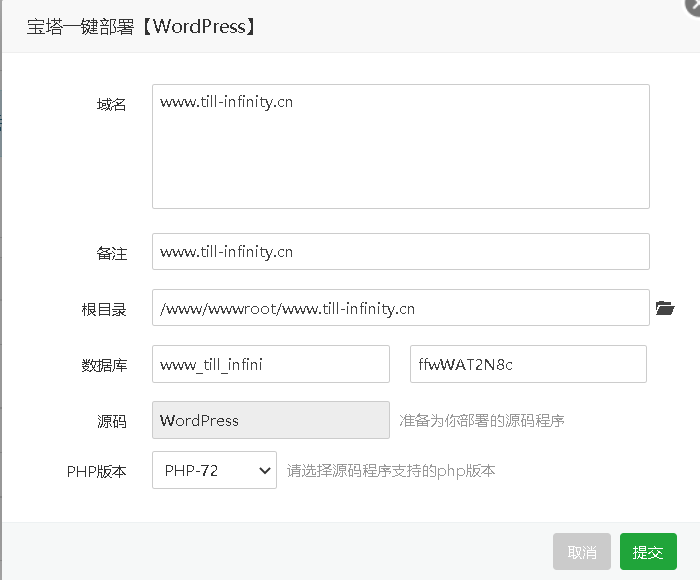 宝塔一键部署【WordPress】
域名 www.till-infinity.cn
备注 www.till-infinity.cn
根目录 /www/wwwroot/www.till-infinity.cn
数据库 www_till_infini ffwWAT2N8c
源码 WordPress 准备为你部署的源码程序
PHP版本 PHP-72 请选择源码程序支持的php版本
取消 提交